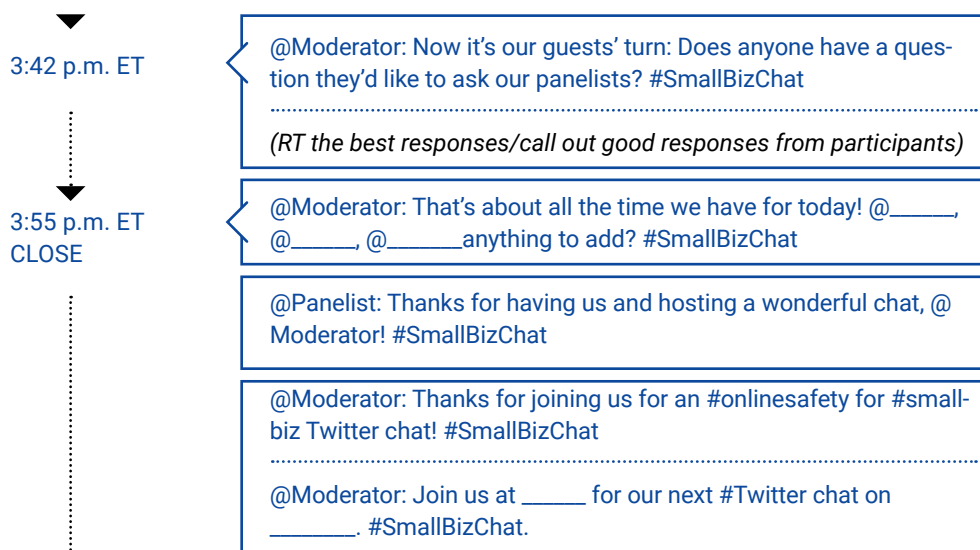 3:42 p.m. ET
@Moderator: Now it’s our guests’ turn: Does anyone have a ques-
tion they’d like to ask our panelists? #SmallBizChat
(RT the best responses/call out good responses from participants)
3:55 p.m. ET
CLOSE
@Moderator: That’s about all the time we have for today! @______,
@______, @_______anything to add? #SmallBizChat
@Panelist: Thanks for having us and hosting a wonderful chat, @
Moderator! #SmallBizChat
@Moderator: Thanks for joining us for an #onlinesafety for #small-
biz Twitter chat! #SmallBizChat
@Moderator: Join us at ______ for our next #Twitter chat on
________. #SmallBizChat.